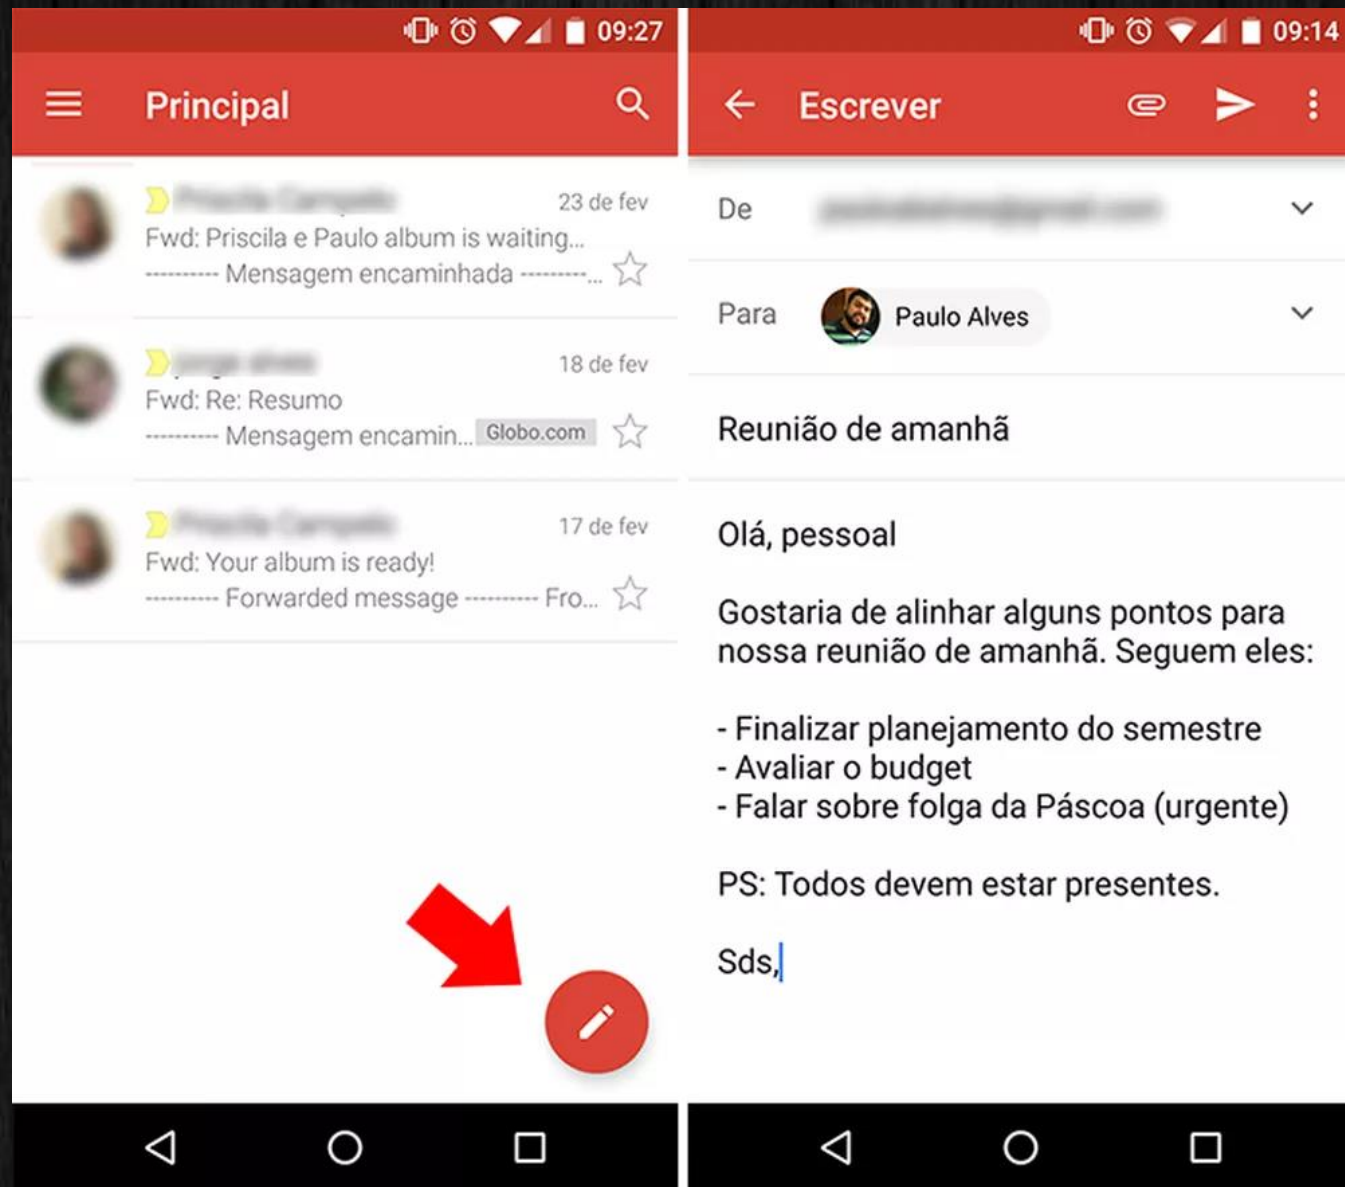 09:27
Principal
23 de fev
Fwd: Priscila e Paulo album is waiting...
---------- Mensagem encaminhada ---------...
18 de fev
Fwd: Re: Resumo
---------- Mensagem encamin... Globo.com
17 de fev
Fwd: Your album is ready!
---------- Forwarded message ---------- Fro...
09:14
Escrever
De
Para Paulo Alves
Reunião de amanhã
Olá, pessoal
Gostaria de alinhar alguns pontos para
nossa reunião de amanhã. Seguem eles:
- Finalizar planejamento do semestre
- Avaliar o budget
- Falar sobre folga da Páscoa (urgente)
PS: Todos devem estar presentes.
Sds,